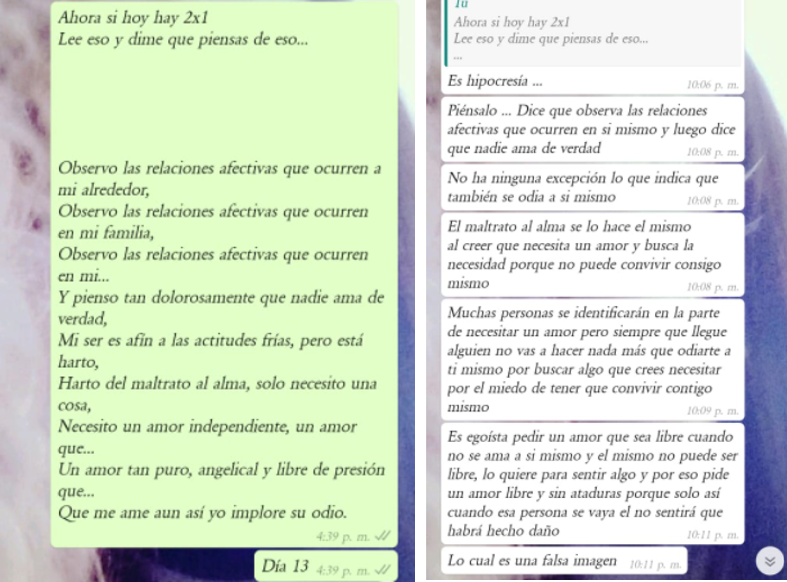 Ahora si hoy hay 2x1
Lee eso y dime que piensas de eso...
Observo las relaciones afectivas que ocurren a
mi alrededor,
Observo las relaciones afectivas que ocurren
en mi familia,
Observo las relaciones afectivas que ocurren
en mi...
Y pienso tan dolorosamente que nadie ama de
verdad,
Mi ser es afín a las actitudes frías, pero está
harto,
Harto del maltrato al alma, solo necesito una
cosa,
Necesito un amor independiente, un amor
que...
Un amor tan puro, angelical y libre de presión
que...
Que me ame aun así yo implore su odio.
4:39 p. m.
Día 13 4:39 p. m.
Tú
Ahora si hoy hay 2x1
Lee eso y dime que piensas de eso...
...
Es hipocresía ... 10:06 p. m.
Piénsalo ... Dice que observa las relaciones
afectivas que ocurren en si mismo y luego dice
que nadie ama de verdad 10:08 p. m.
No ha ninguna excepción lo que indica que
también se odia a si mismo 10:08 p. m.
El maltrato al alma se lo hace el mismo
al creer que necesita un amor y busca la
necesidad porque no puede convivir consigo
mismo 10:08 p. m.
Muchas personas se identificarán en la parte
de necesitar un amor pero siempre que llegue
alguien no vas a hacer nada más que odiarte a
ti mismo por buscar algo que crees necesitar
por el miedo de tener que convivir contigo
mismo 10:09 p. m.
Es egoísta pedir un amor que sea libre cuando
no se ama a si mismo y el mismo no puede ser
libre, lo quiere para sentir algo y por eso pide
un amor libre y sin ataduras porque solo así
cuando esa persona se vaya el no sentirá que
habrá hecho daño 10:11 p. m.
Lo cual es una falsa imagen 10:11 p. m.